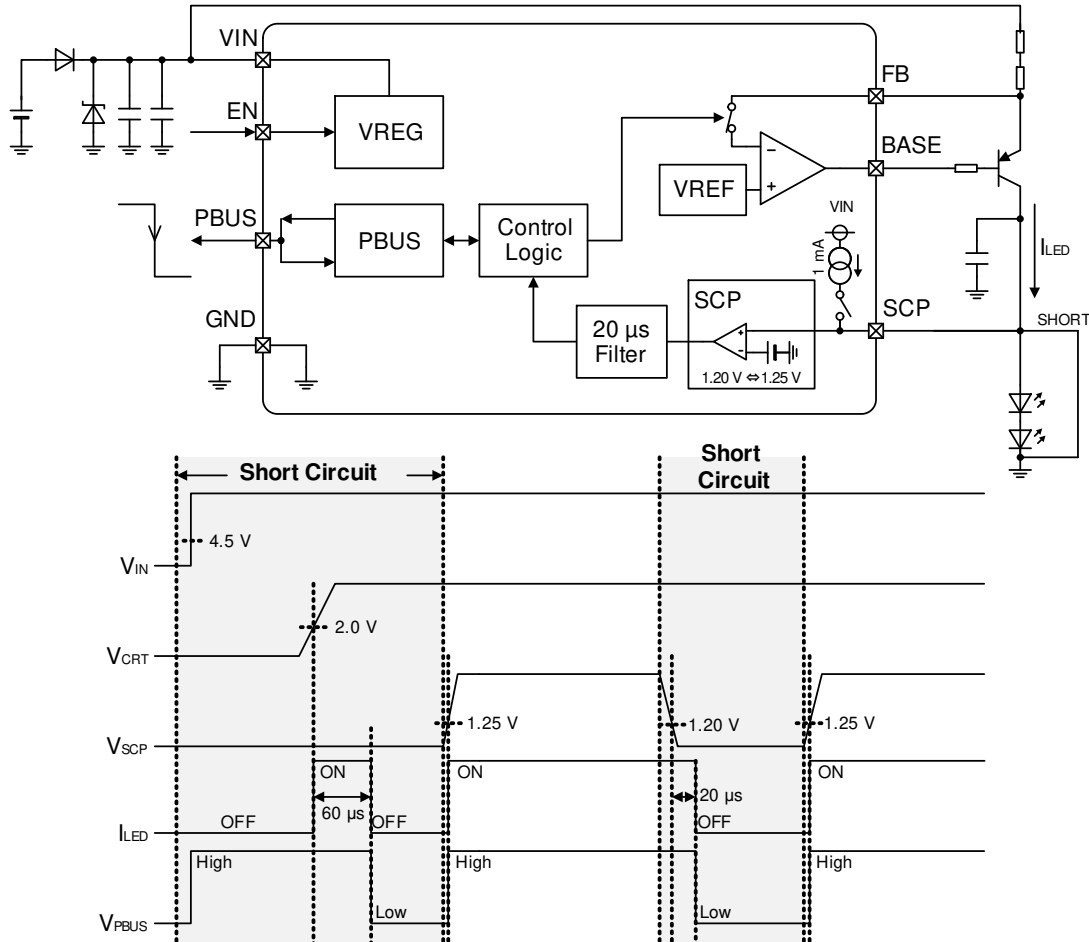 VIN
FB
EN
VREG
BASE
VREF
VIN
PBUS
PBUS
Control
Logic
1 mA
ILED
SCP
SCP
SHORT
GND
20 µs
Filter
1.20 V ⇔ 1.25 V
Short Circuit
Short
Circuit
4.5 V
VIN
2.0 V
VCRT
1.25 V
1.20 V
1.25 V
VSCP
ON
ON
ON
60 µs
20 µs
ILED
OFF
OFF
OFF
High
High
High
VPBUS
Low
Low